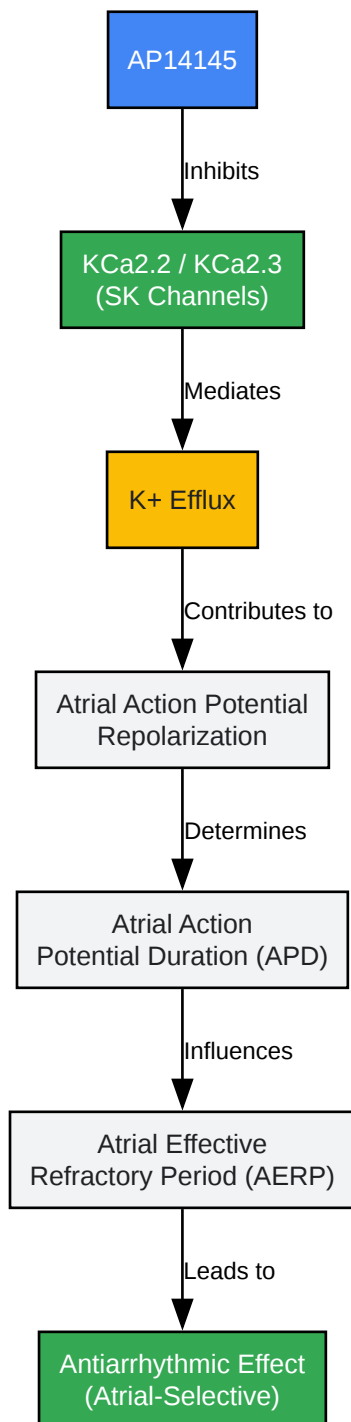 AP14145
Inhibits
KCa2.2 / KCa2.3
(SK Channels)
Mediates
K+ Efflux
Contributes to
Atrial Action Potential
Repolarization
Determines
Atrial Action
Potential Duration (APD)
Influences
Atrial Effective
Refractory Period (AERP)
Leads to
Antiarrhythmic Effect
(Atrial-Selective)